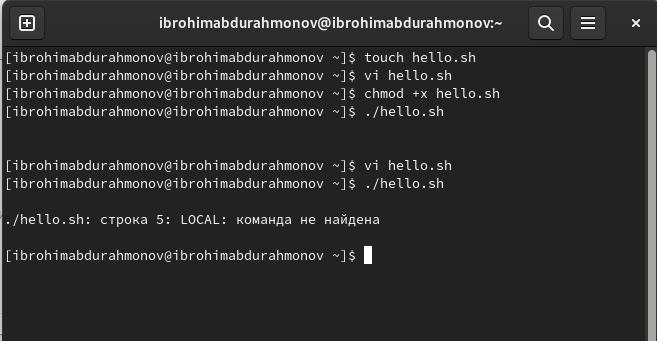 ibrohimabdurahmonov@ibrohimabdurahmonov:~
[ibrohimabdurahmonov@ibrohimabdurahmonov ~]$ touch hello.sh
[ibrohimabdurahmonov@ibrohimabdurahmonov ~]$ vi hello.sh
[ibrohimabdurahmonov@ibrohimabdurahmonov ~]$ chmod +x hello.sh
[ibrohimabdurahmonov@ibrohimabdurahmonov ~]$ ./hello.sh
[ibrohimabdurahmonov@ibrohimabdurahmonov ~]$ vi hello.sh
[ibrohimabdurahmonov@ibrohimabdurahmonov ~]$ ./hello.sh
./hello.sh: строка 5: LOCAL: команда не найдена
[ibrohimabdurahmonov@ibrohimabdurahmonov ~]$